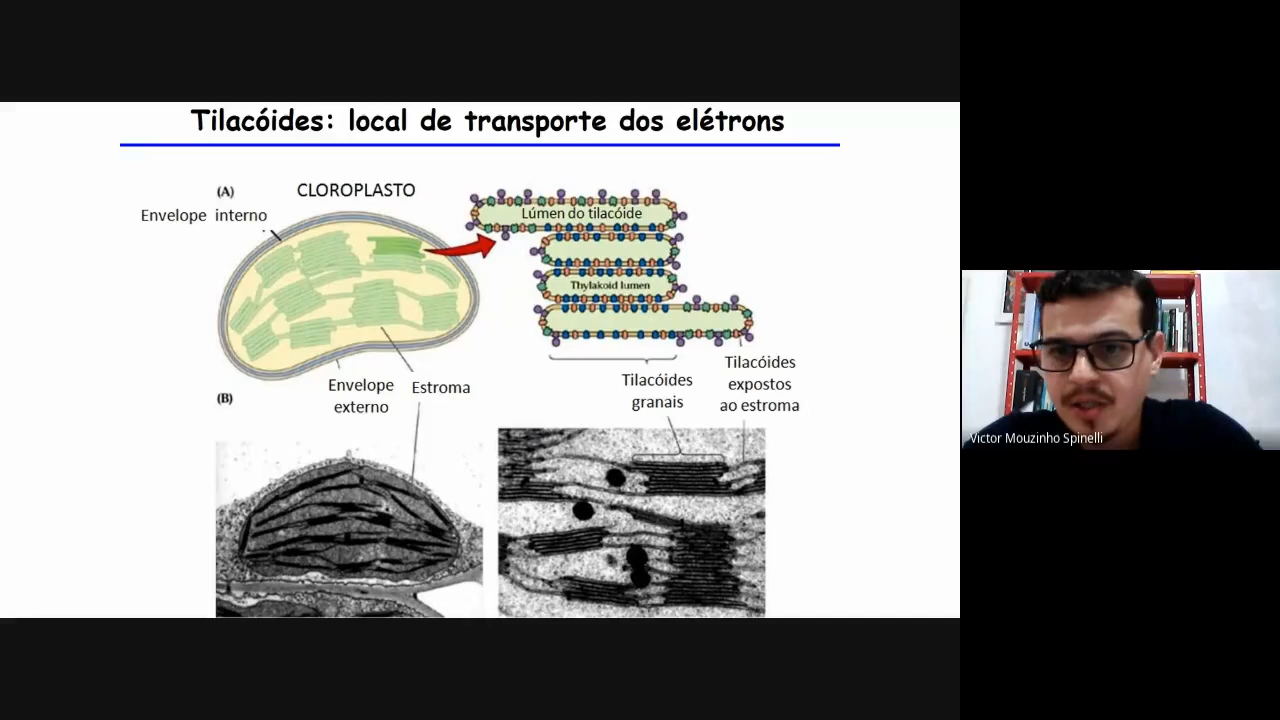 Tilacóides: local de transporte dos elétrons
(A)
CLOROPLASTO
Envelope interno
Lúmen do tilacóide
Thylakoid lumen
Envelope
externo
Estroma
Tilacóides
granais
Tilacóides
expostos
ao estroma
(B)
Victor Mouzinho Spinelli